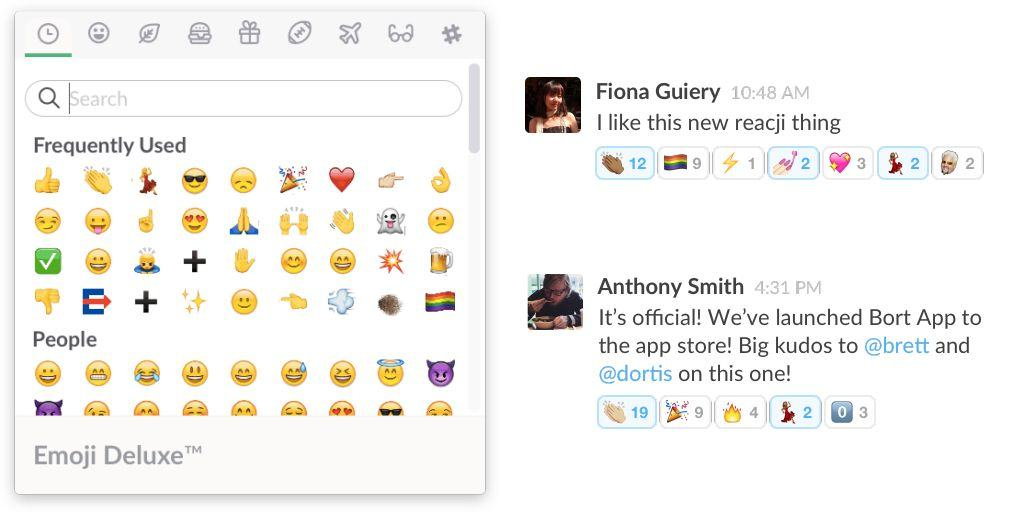 Search
Frequently Used
People
Emoji Deluxe™
Fiona Guiery 10:48 AM
I like this new reacji thing
12 9 1 2 3 2 2
Anthony Smith 4:31 PM
It's official! We've launched Bort App to
the app store! Big kudos to @brett and
@dortis on this one!
19 9 4 2 0 3